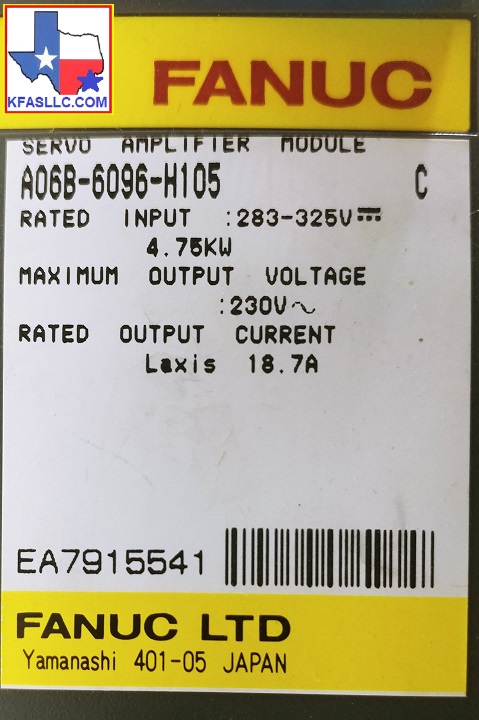 KFASLLC.COM
FANUC
SERVO AMPLIFIER MODULE
A06B-6096-H105 C
RATED INPUT :283-325V⎓
4.75KW
MAXIMUM OUTPUT VOLTAGE
:230V～
RATED OUTPUT CURRENT
Laxis 18.7A
EA7915541
FANUC LTD
Yamanashi 401-05 JAPAN